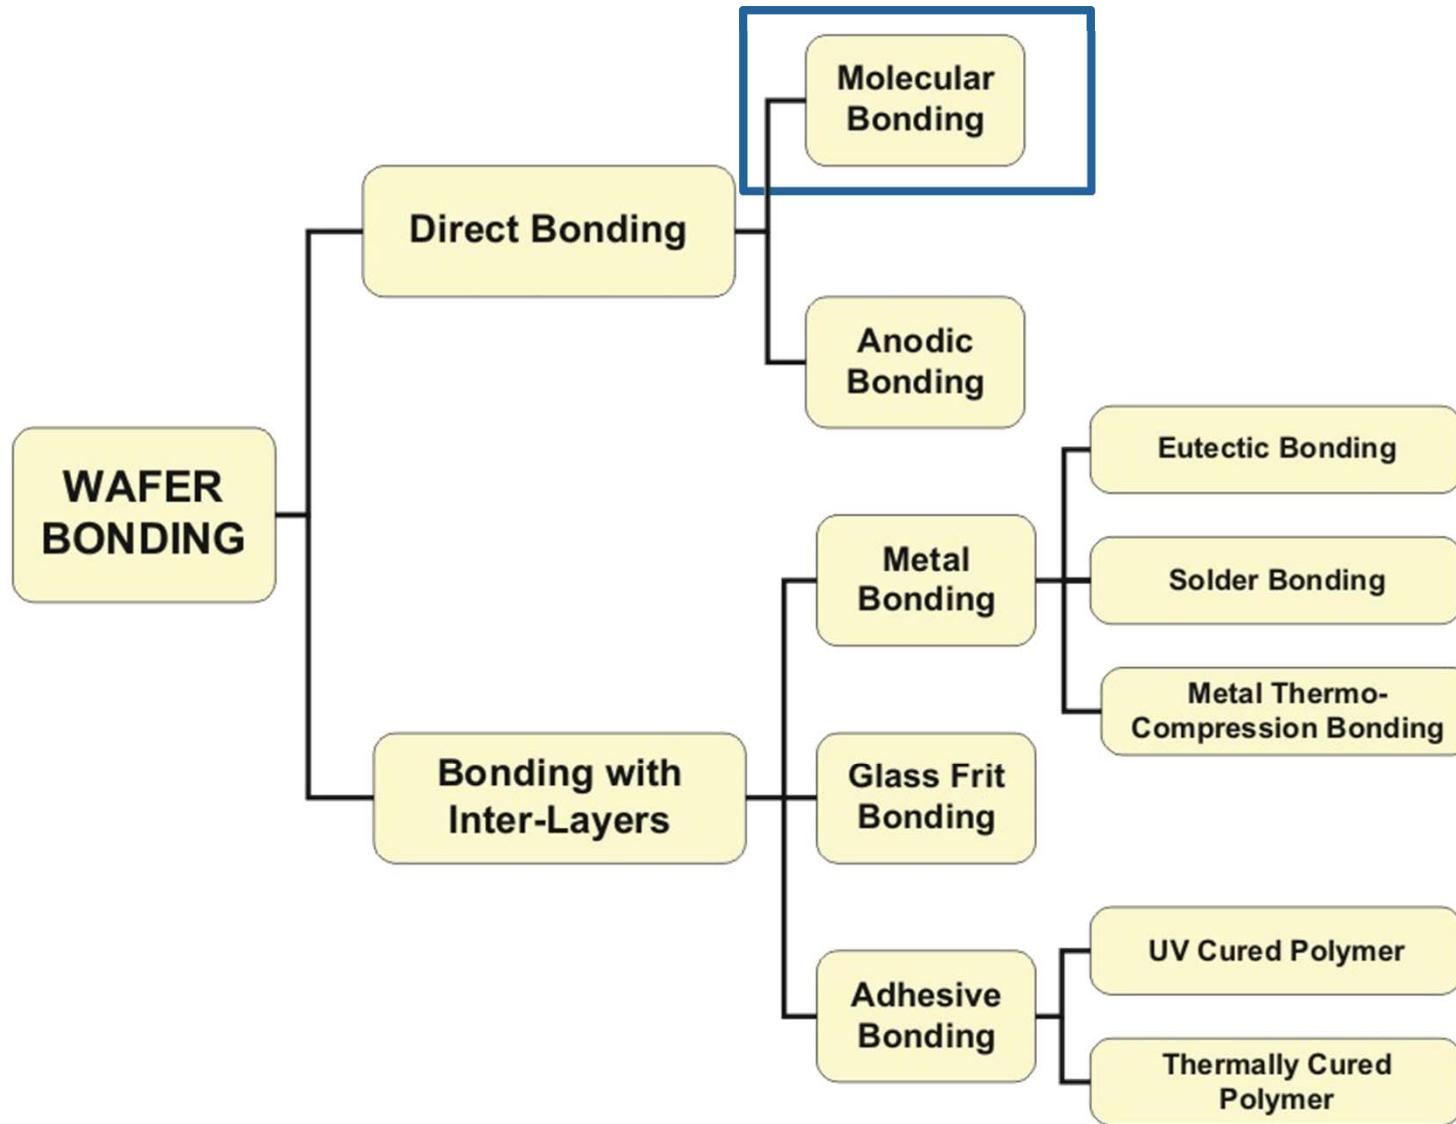 Molecular
Bonding
Direct Bonding
Anodic
Bonding
WAFER
BONDING
Eutectic Bonding
Metal
Bonding
Solder Bonding
Metal Thermo-
Compression Bonding
Bonding with
Inter-Layers
Glass Frit
Bonding
Adhesive
Bonding
UV Cured Polymer
Thermally Cured
Polymer